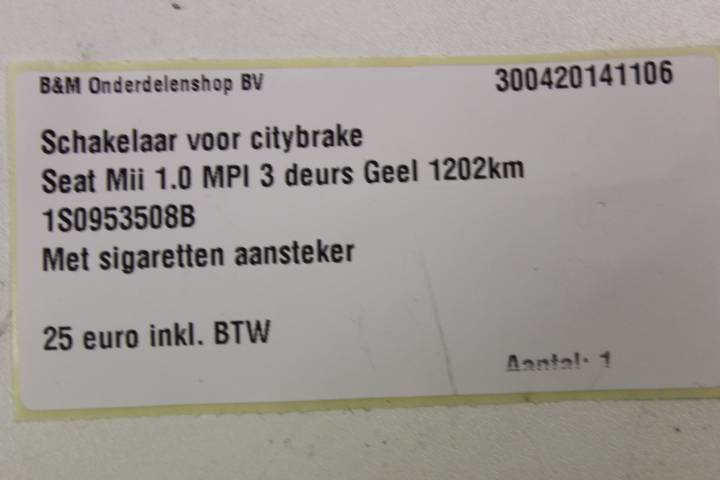 B&M Onderdelenshop BV 300420141106
Schakelaar voor citybrake
Seat Mii 1.0 MPI 3 deurs Geel 1202km
1S0953508B
Met sigaretten aansteker
25 euro inkl. BTW
Aantal: 1